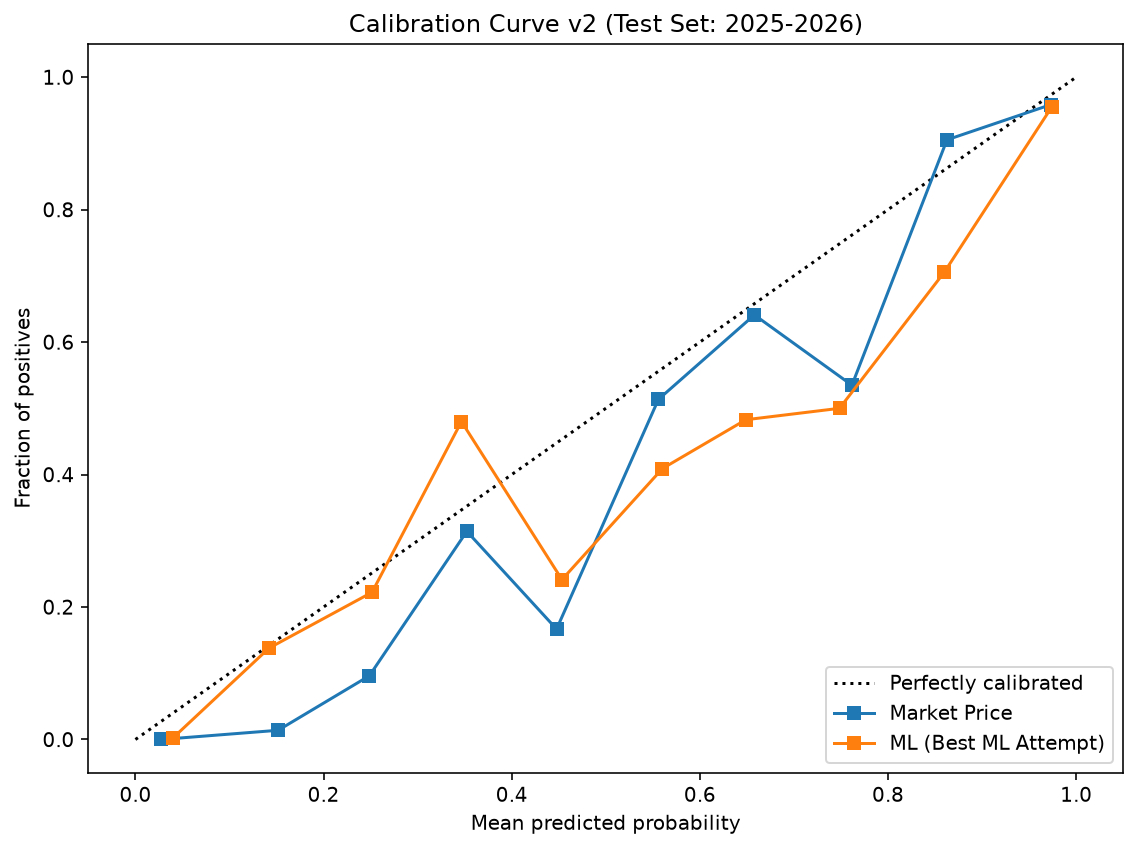 Calibration Curve v2 (Test Set: 2025-2026)
1.0
0.8
0.6
0.4
0.2
0.0
Fraction of positives
0.0 0.2 0.4 0.6 0.8 1.0
Mean predicted probability
Perfectly calibrated
Market Price
ML (Best ML Attempt)